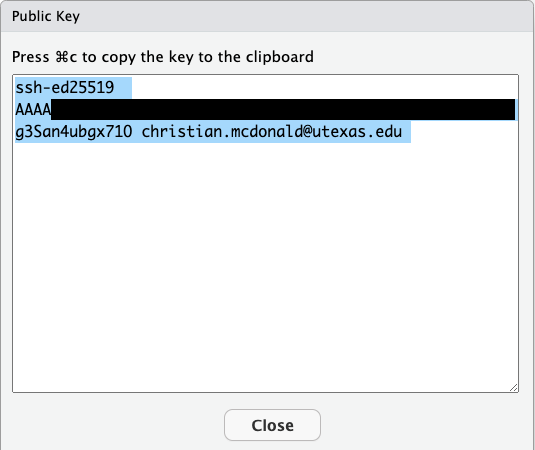 Public Key
Press ⌘c to copy the key to the clipboard
ssh-ed25519
AAAA
g3San4ubgx710 christian.mcdonald@utexas.edu
Close